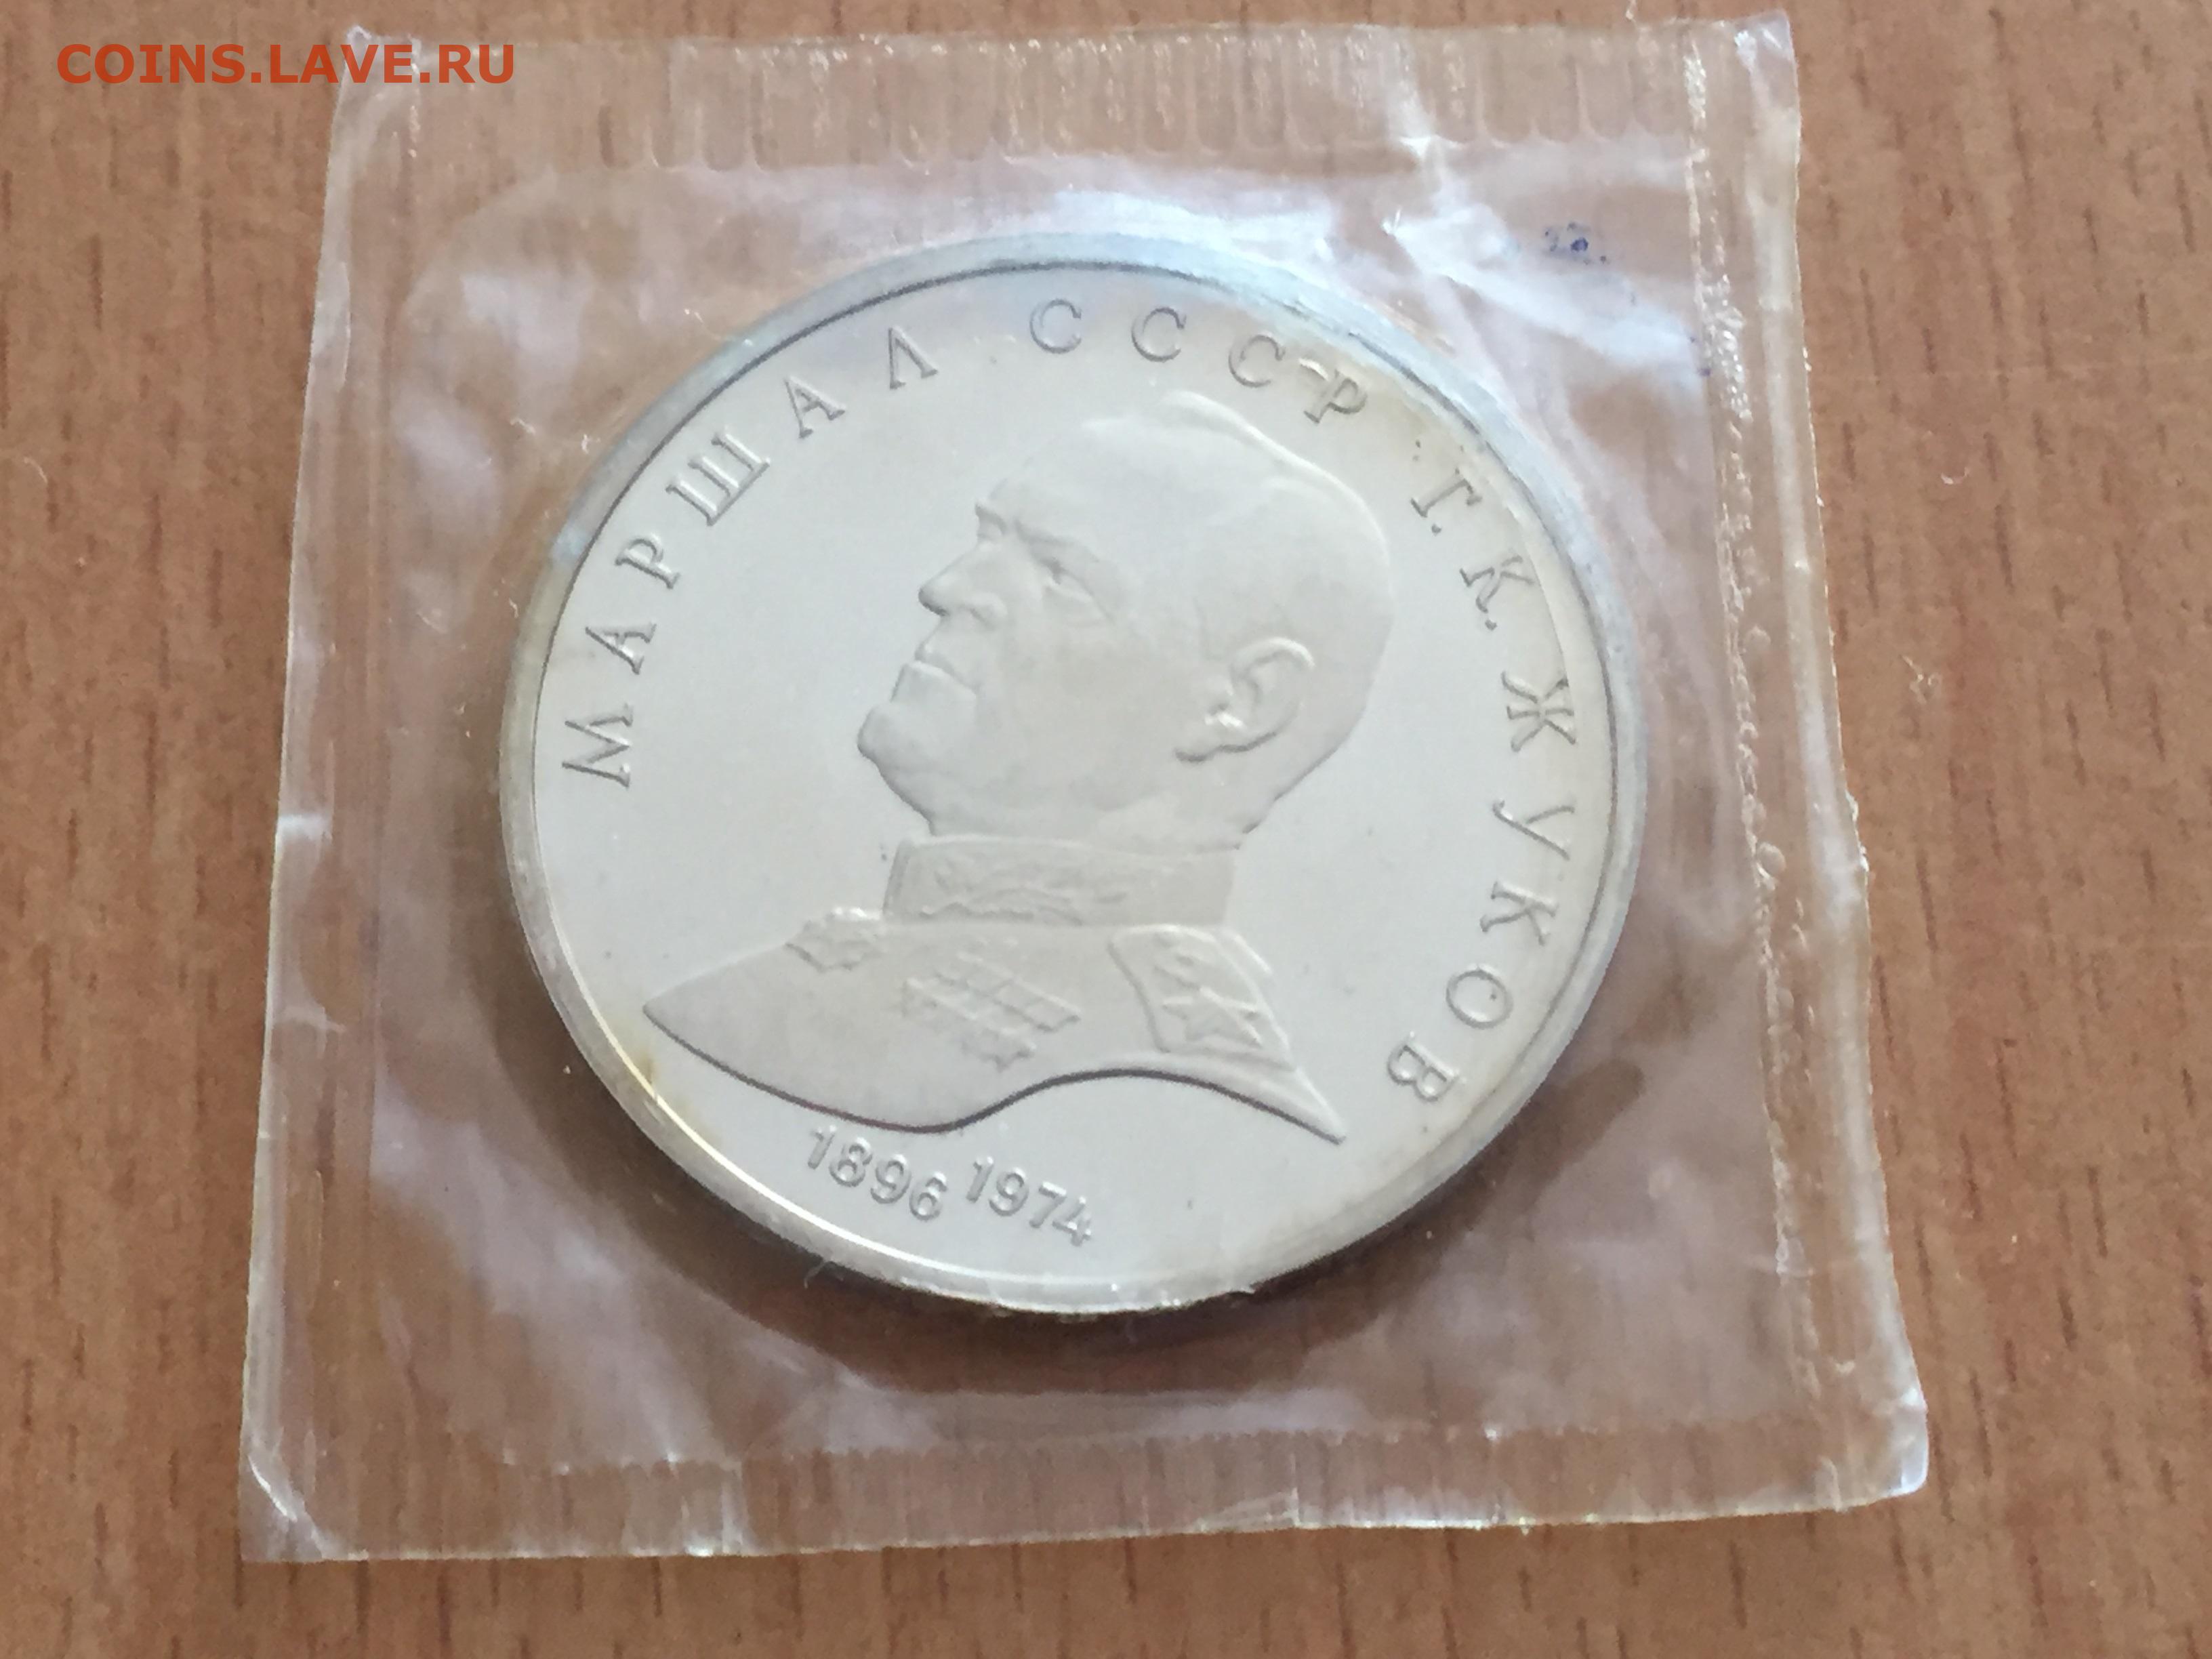 COINS.LAVE.RU
МАРШАЛ СССР Г.К.ЖУКОВ
1896 1974